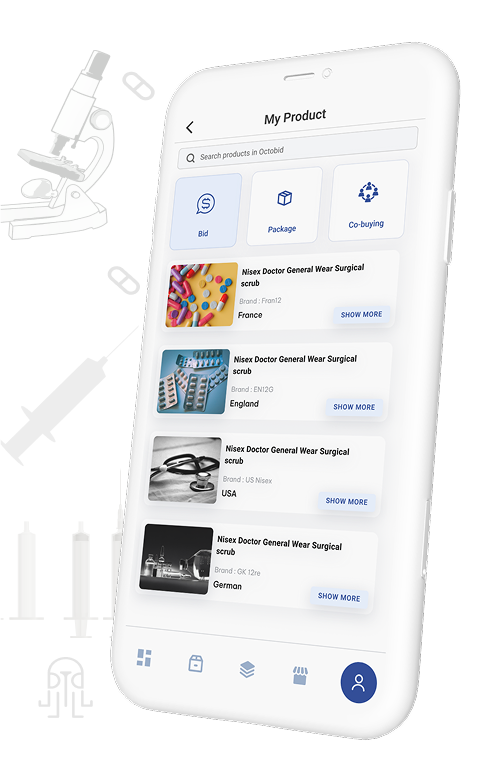 My Product
Search products in Octobid
Bid
Package
Co-buying
Nisex Doctor General Wear Surgical
scrub
Brand : Fran12
France
SHOW MORE
Nisex Doctor General Wear Surgical
scrub
Brand : EN12G
England
SHOW MORE
Nisex Doctor General Wear Surgical
scrub
Brand : US Nisex
USA
SHOW MORE
Nisex Doctor General Wear Surgical
scrub
Brand : GK 12re
German
SHOW MORE